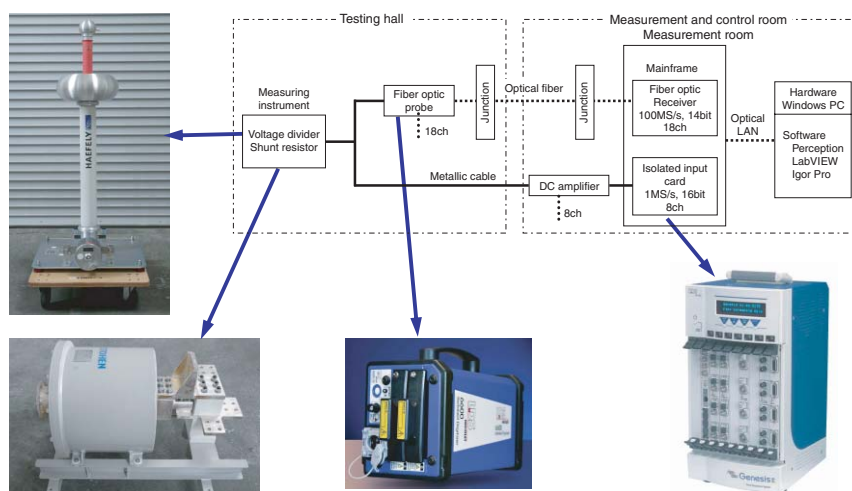 Testing hall
Measurement and control room
Measurement room
Measuring
instrument
Voltage divider
Shunt resistor
Fiber optic
probe
18ch
Junction
Optical fiber
Junction
Mainframe
Fiber optic
Receiver
100MS/s, 14bit
18ch
Optical
LAN
Hardware
Windows PC
Software
Perception
LabVIEW
Igor Pro
Metallic cable
DC amplifier
8ch
Isolated input
card
1MS/s, 16bit
8ch
HAEFELY
6600
Genesis